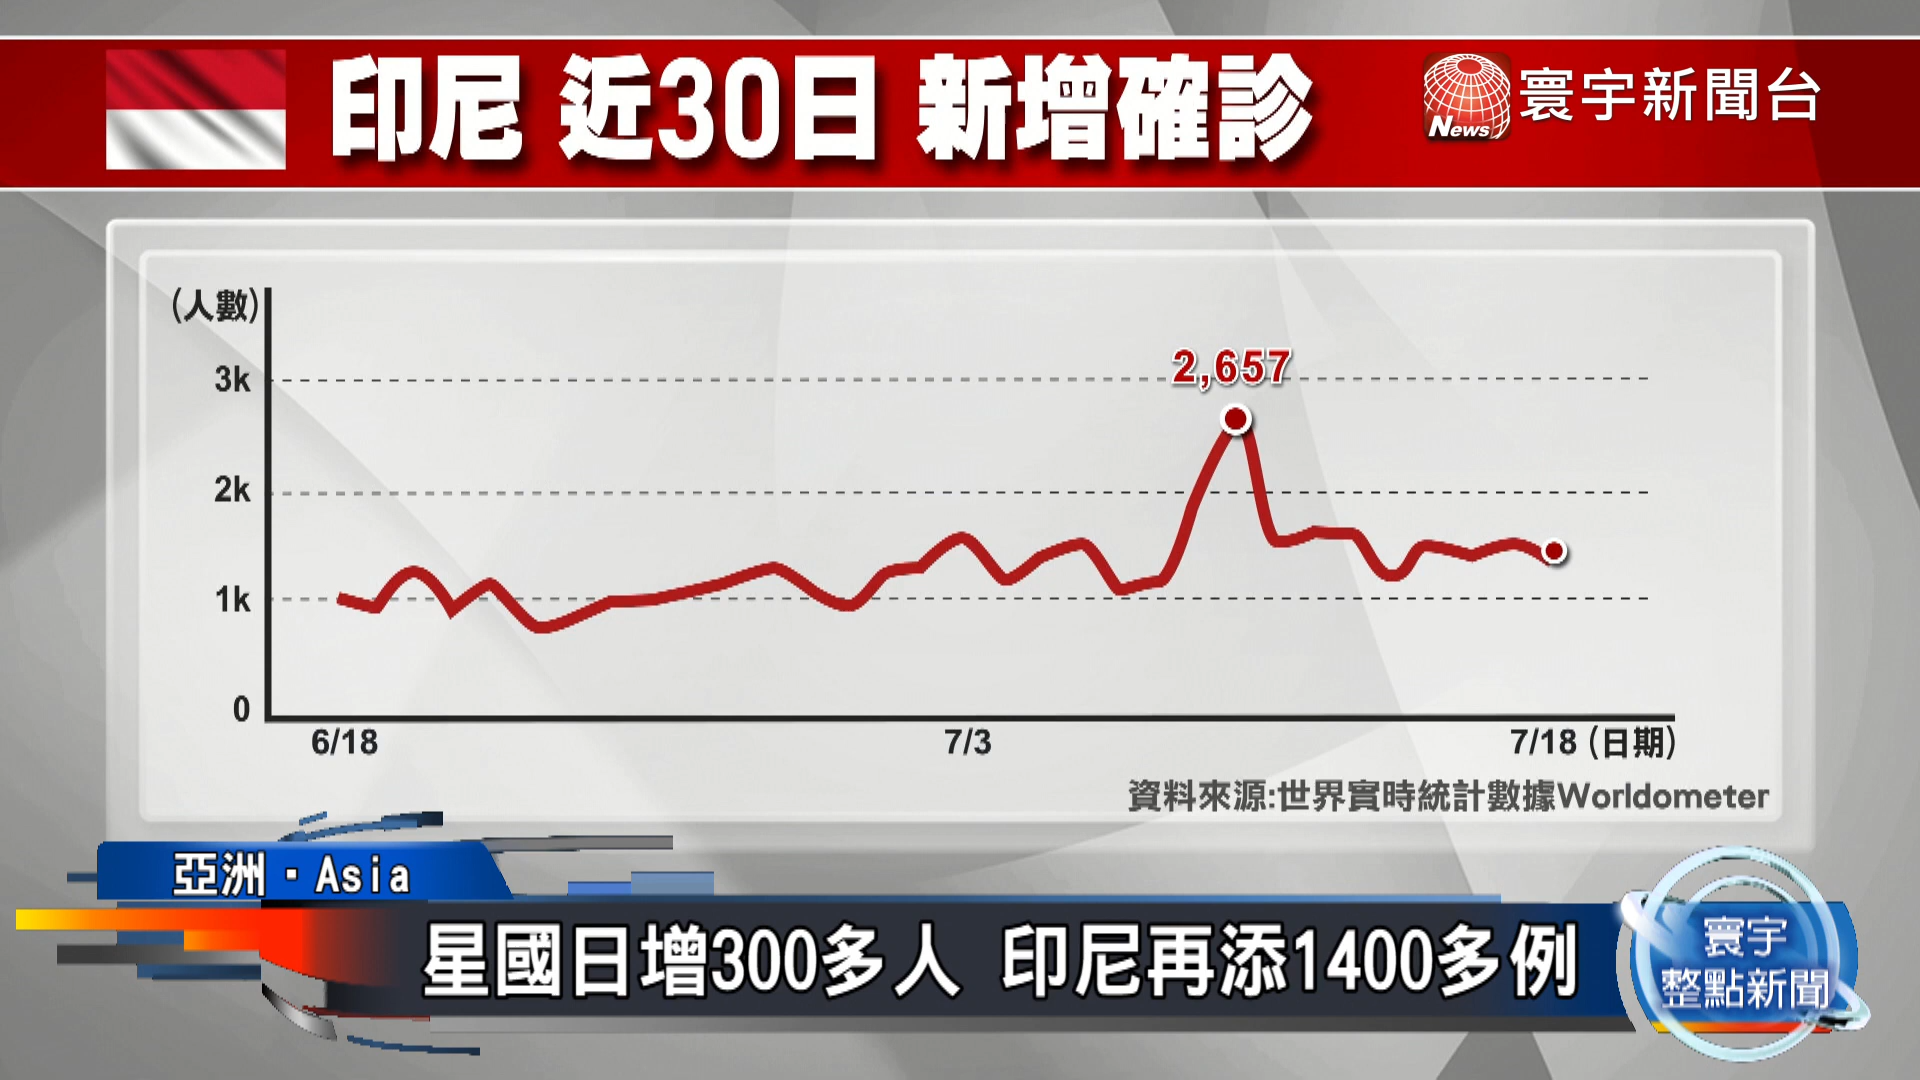 印尼 近30日 新增確診
News 寰宇新聞台
(人數)
3k
2,657
2k
1k
0
6/18
7/3
7/18 (日期)
資料來源:世界實時統計數據Worldometer
亞洲・Asia
星國日增300多人 印尼再添1400多例
寰宇
整點新聞